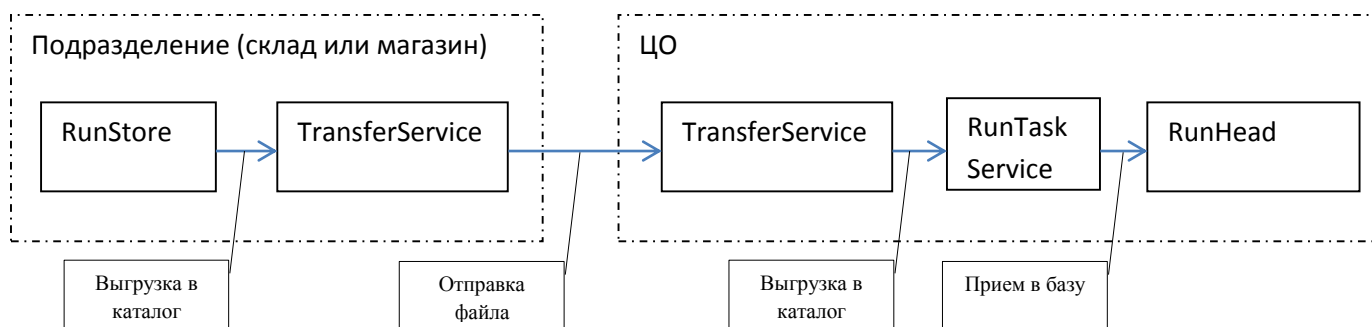 Подразделение (склад или магазин)
ЦО
RunStore
TransferService
TransferService
RunTask
Service
RunHead
Выгрузка в
каталог
Отправка
файла
Выгрузка в
каталог
Прием в базу